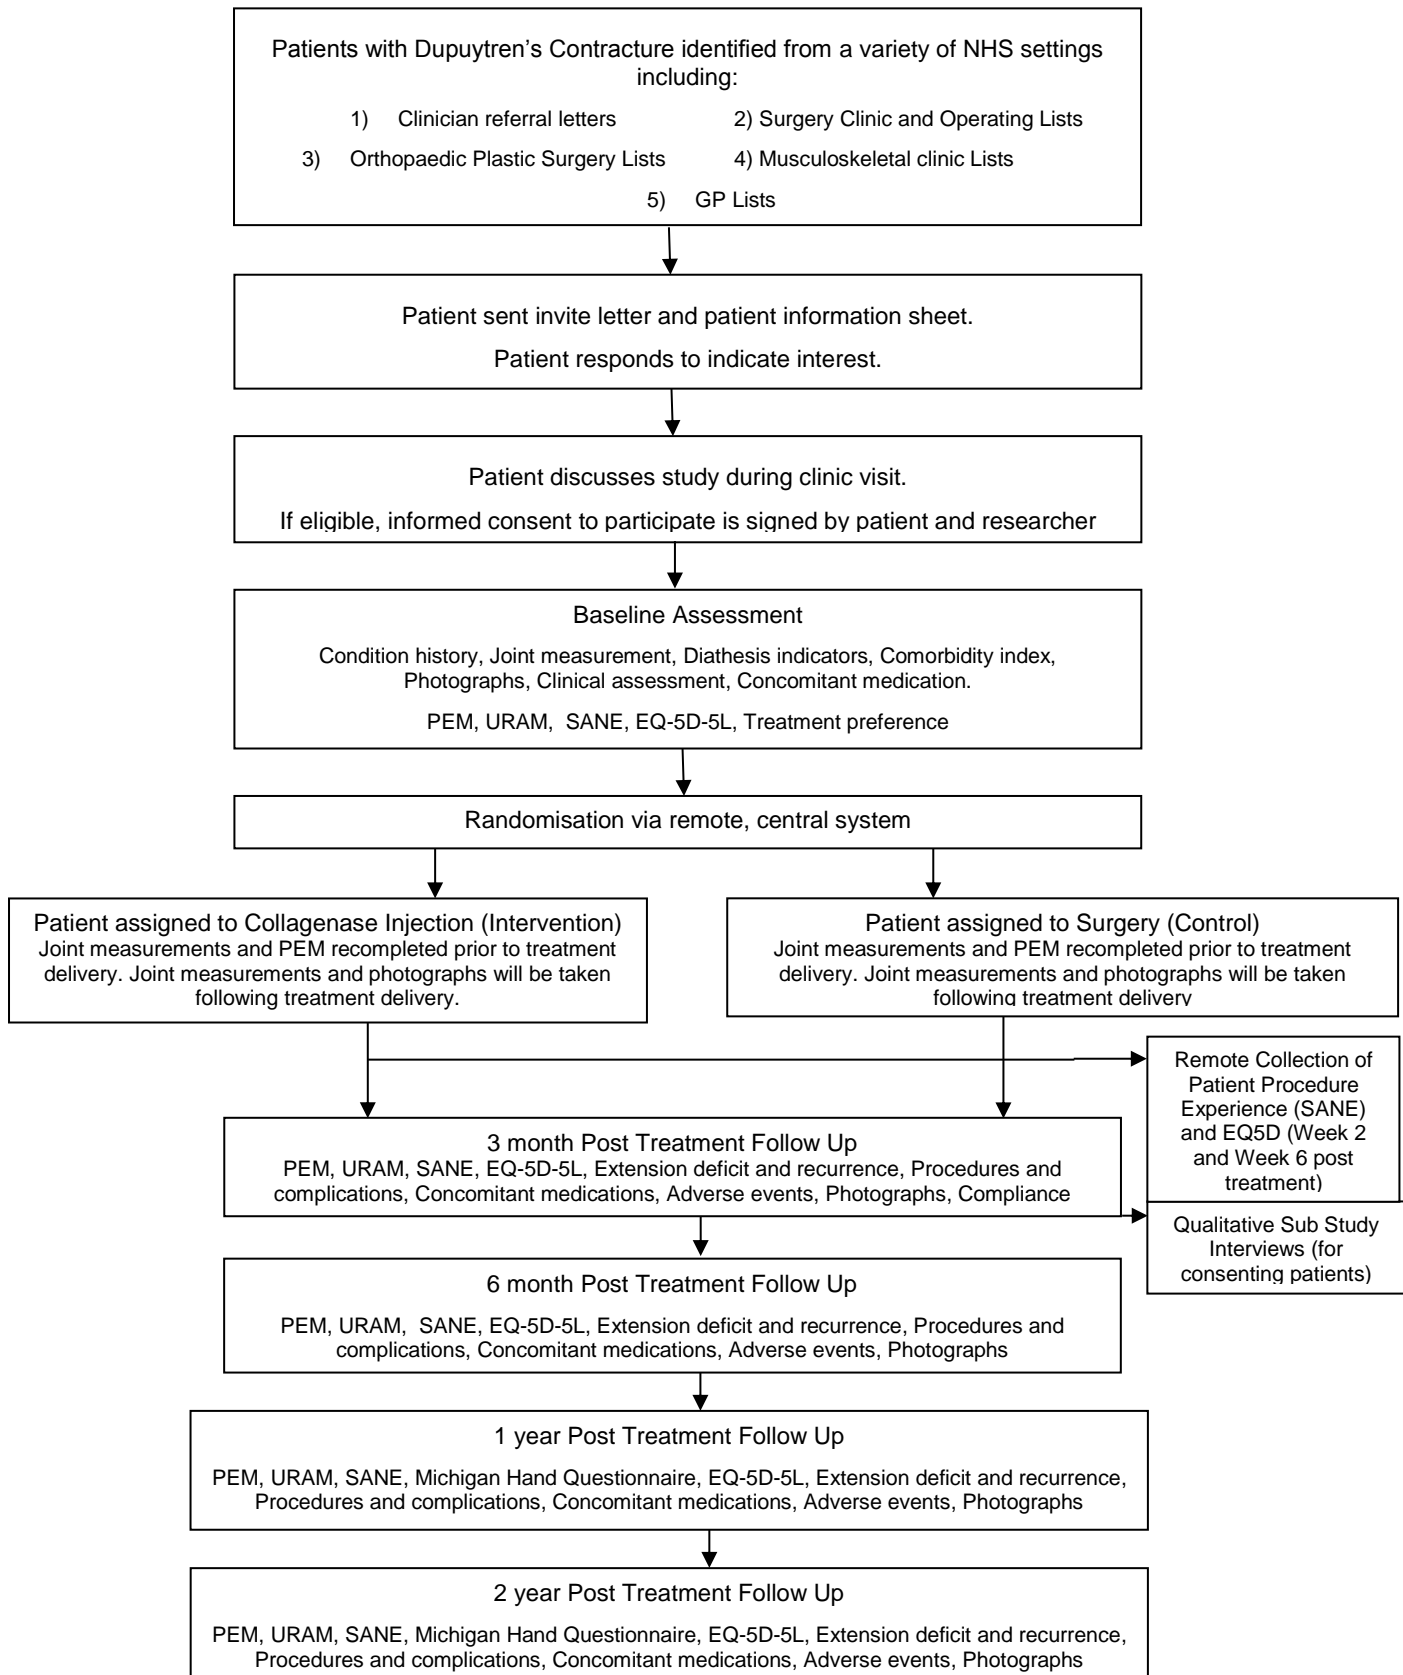 Patients with Dupuytren’s Contracture identified from a variety of NHS settings
including:
1) Clinician referral letters 2) Surgery Clinic and Operating Lists
3) Orthopaedic Plastic Surgery Lists 4) Musculoskeletal clinic Lists
5) GP Lists
Patient sent invite letter and patient information sheet.
Patient responds to indicate interest.
Patient discusses study during clinic visit.
If eligible, informed consent to participate is signed by patient and researcher
Baseline Assessment
Condition history, Joint measurement, Diathesis indicators, Comorbidity index,
Photographs, Clinical assessment, Concomitant medication.
PEM, URAM, SANE, EQ-5D-5L, Treatment preference
Randomisation via remote, central system
Patient assigned to Collagenase Injection (Intervention)
Joint measurements and PEM recompleted prior to treatment
delivery. Joint measurements and photographs will be taken
following treatment delivery.
Patient assigned to Surgery (Control)
Joint measurements and PEM recompleted prior to treatment
delivery. Joint measurements and photographs will be taken
following treatment delivery
Remote Collection of
Patient Procedure
Experience (SANE)
and EQ5D (Week 2
and Week 6 post
treatment)
3 month Post Treatment Follow Up
PEM, URAM, SANE, EQ-5D-5L, Extension deficit and recurrence, Procedures and
complications, Concomitant medications, Adverse events, Photographs, Compliance
Qualitative Sub Study
Interviews (for
consenting patients)
6 month Post Treatment Follow Up
PEM, URAM, SANE, EQ-5D-5L, Extension deficit and recurrence, Procedures and
complications, Concomitant medications, Adverse events, Photographs
1 year Post Treatment Follow Up
PEM, URAM, SANE, Michigan Hand Questionnaire, EQ-5D-5L, Extension deficit and recurrence,
Procedures and complications, Concomitant medications, Adverse events, Photographs
2 year Post Treatment Follow Up
PEM, URAM, SANE, Michigan Hand Questionnaire, EQ-5D-5L, Extension deficit and recurrence,
Procedures and complications, Concomitant medications, Adverse events, Photographs